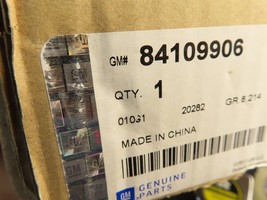 GM# 84109906
QTY. 1
01031 20282 GR 8.214
MADE IN CHINA
GM GENUINE
PARTS